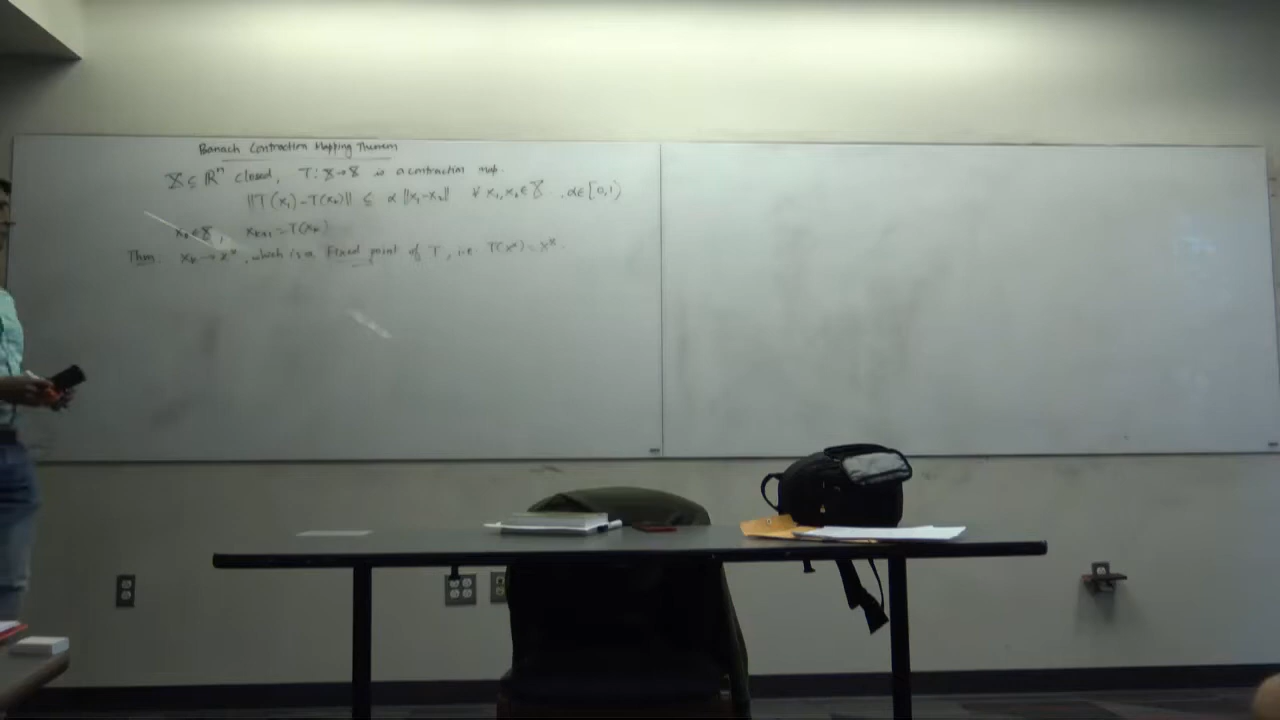 Banach Contraction Mapping Theorem
X ⊆ ℝⁿ closed, T: X→X is a contraction map.
||T(x₁)-T(x₂)|| ≤ α ||x₁-x₂|| ∀ x₁,x₂∈X, α∈[0,1)
x₀∈X, xₖ₊₁=T(xₖ)
Thm: xₖ→x*, which is a fixed point of T, i.e. T(x*)=x*.